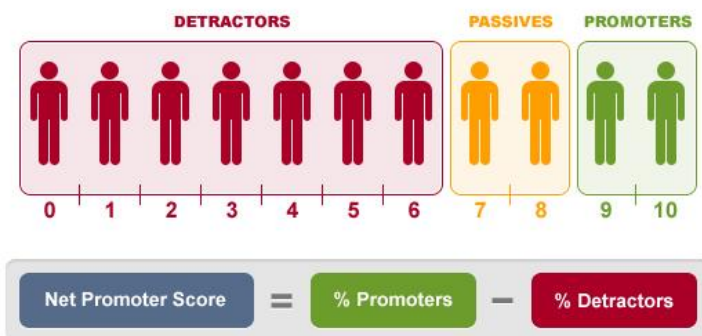 DETRACTORS PASSIVES PROMOTERS
0 1 2 3 4 5 6 7 8 9 10
Net Promoter Score = % Promoters − % Detractors